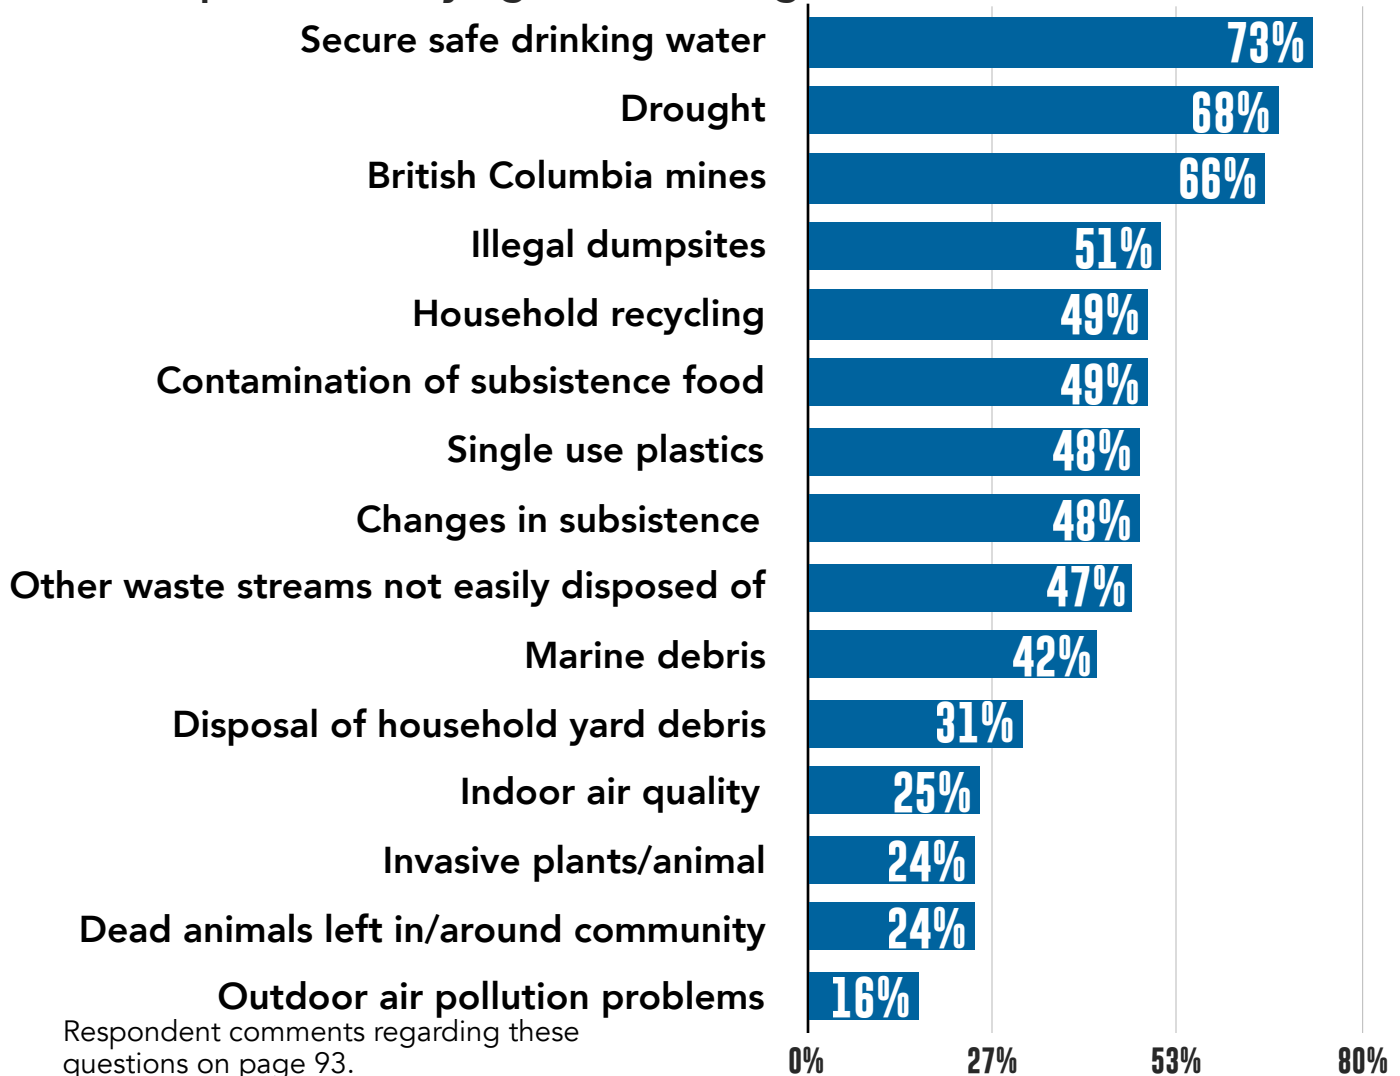 Secure safe drinking water 73%
Drought 68%
British Columbia mines 66%
Illegal dumpsites 51%
Household recycling 49%
Contamination of subsistence food 49%
Single use plastics 48%
Changes in subsistence 48%
Other waste streams not easily disposed of 47%
Marine debris 42%
Disposal of household yard debris 31%
Indoor air quality 25%
Invasive plants/animal 24%
Dead animals left in/around community 24%
Outdoor air pollution problems 16%
Respondent comments regarding these
questions on page 93.
0% 27% 53% 80%